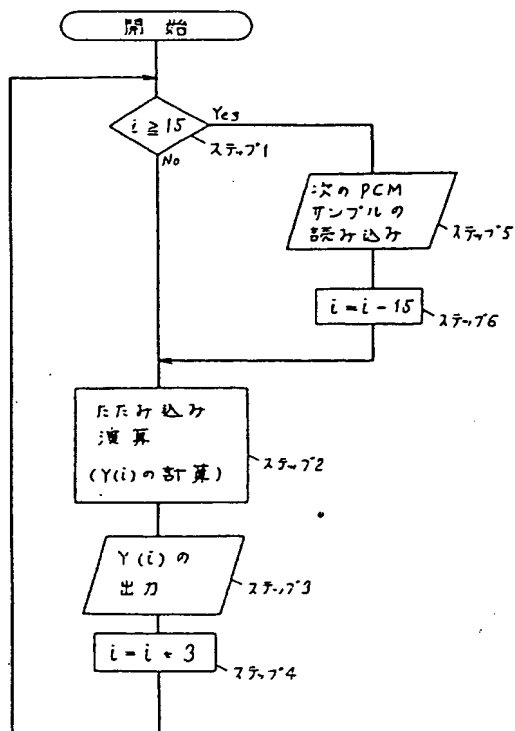 開始
i ≧ 15
Yes
ステップ1
No
次の PCM
サンプルの
読み込み
ステップ5
i = i - 15
ステップ6
たたみ込み
演算
(Y(i)の計算)
ステップ2
Y(i)の
出力
ステップ3
i = i + 3
ステップ4